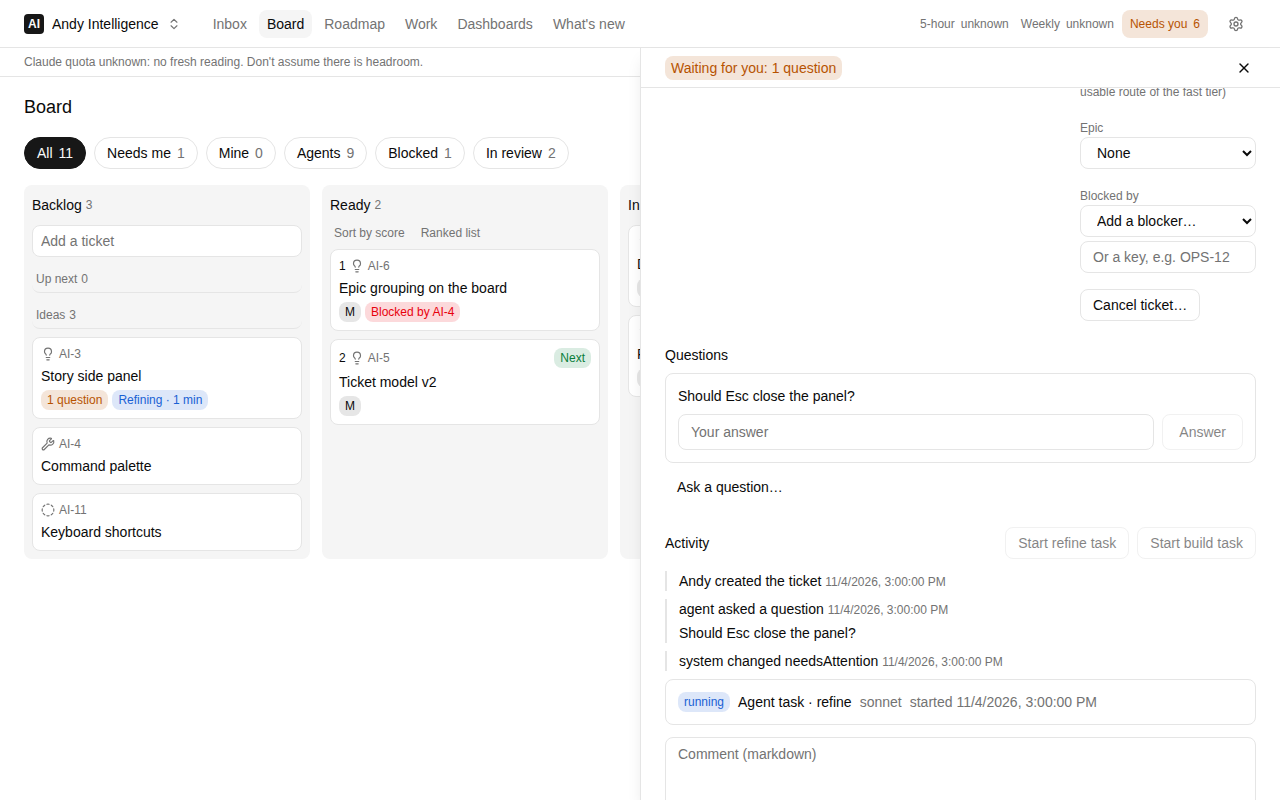 AI Andy Intelligence Inbox Board Roadmap Work Dashboards What's new 5-hour unknown Weekly unknown Needs you 6
Claude quota unknown: no fresh reading. Don't assume there is headroom.
Board
All 11 Needs me 1 Mine 0 Agents 9 Blocked 1 In review 2
Backlog 3
Add a ticket
Up next 0
Ideas 3
AI-3
Story side panel
1 question Refining · 1 min
AI-4
Command palette
AI-11
Keyboard shortcuts
Ready 2
Sort by score Ranked list
1 AI-6
Epic grouping on the board
M Blocked by AI-4
2 AI-5 Next
Ticket model v2
M
In
Waiting for you: 1 question
usable route of the fast tier)
Epic
None
Blocked by
Add a blocker…
Or a key, e.g. OPS-12
Cancel ticket…
Questions
Should Esc close the panel?
Your answer Answer
Ask a question…
Activity Start refine task Start build task
Andy created the ticket 11/4/2026, 3:00:00 PM
agent asked a question 11/4/2026, 3:00:00 PM
Should Esc close the panel?
system changed needsAttention 11/4/2026, 3:00:00 PM
running Agent task · refine sonnet started 11/4/2026, 3:00:00 PM
Comment (markdown)